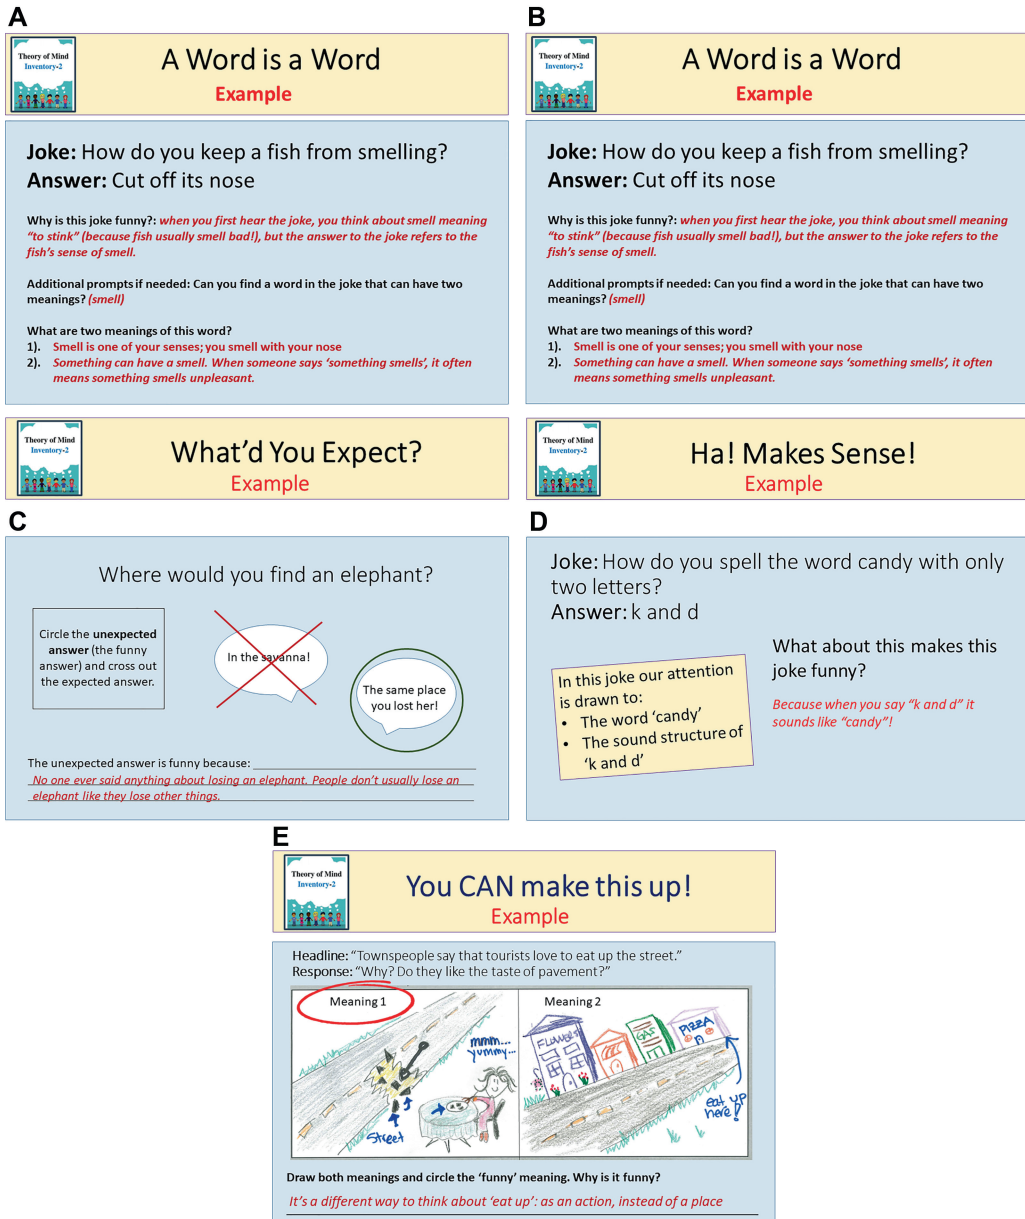 A
Theory of Mind
Inventory-2
A Word is a Word
Example
Joke: How do you keep a fish from smelling?
Answer: Cut off its nose
Why is this joke funny?: when you first hear the joke, you think about smell meaning
“to stink” (because fish usually smell bad!), but the answer to the joke refers to the
fish’s sense of smell.
Additional prompts if needed: Can you find a word in the joke that can have two
meanings? (smell)
What are two meanings of this word?
1). Smell is one of your senses; you smell with your nose
2). Something can have a smell. When someone says ‘something smells’, it often
means something smells unpleasant.
B
Theory of Mind
Inventory-2
A Word is a Word
Example
Joke: How do you keep a fish from smelling?
Answer: Cut off its nose
Why is this joke funny?: when you first hear the joke, you think about smell meaning
“to stink” (because fish usually smell bad!), but the answer to the joke refers to the
fish’s sense of smell.
Additional prompts if needed: Can you find a word in the joke that can have two
meanings? (smell)
What are two meanings of this word?
1). Smell is one of your senses; you smell with your nose
2). Something can have a smell. When someone says ‘something smells’, it often
means something smells unpleasant.
Theory of Mind
Inventory-2
What’d You Expect?
Example
C
Where would you find an elephant?
Circle the unexpected
answer (the funny
answer) and cross out
the expected answer.
In the savanna!
The same place
you lost her!
The unexpected answer is funny because:
No one ever said anything about losing an elephant. People don’t usually lose an
elephant like they lose other things.
Theory of Mind
Inventory-2
Ha! Makes Sense!
Example
D
Joke: How do you spell the word candy with only
two letters?
Answer: k and d
In this joke our attention
is drawn to:
• The word ‘candy’
• The sound structure of
‘k and d’
What about this makes this
joke funny?
Because when you say “k and d” it
sounds like “candy”!
E
Theory of Mind
Inventory-2
You CAN make this up!
Example
Headline: “Townspeople say that tourists love to eat up the street.”
Response: “Why? Do they like the taste of pavement?”
Meaning 1
mmm...
yummy...
Street
Meaning 2
FLOWERS
PIZZA
eat up
here!
Draw both meanings and circle the ‘funny’ meaning. Why is it funny?
It’s a different way to think about ‘eat up’: as an action, instead of a place